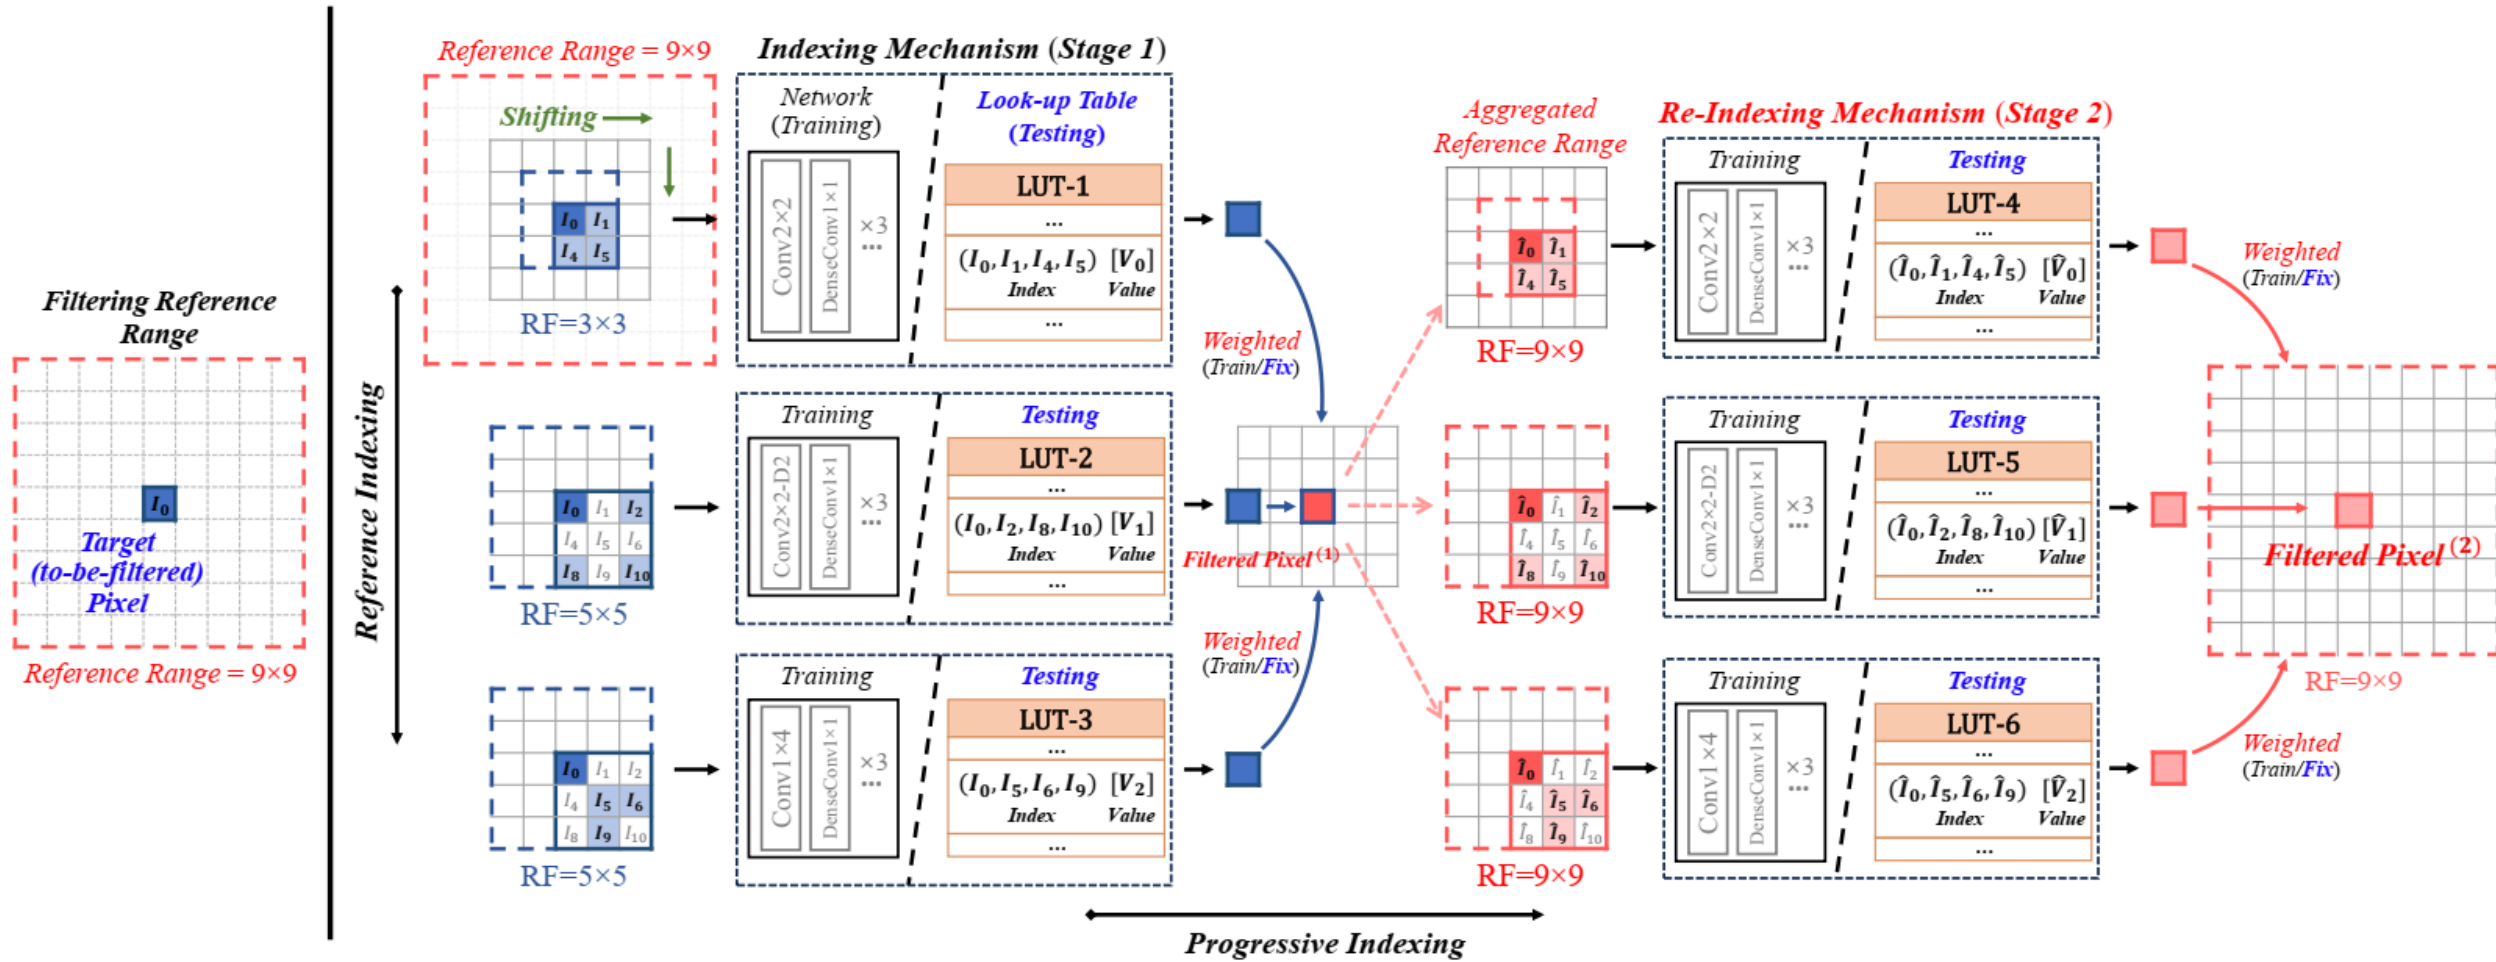 Filtering Reference
Range
I₀
Target
(to-be-filtered)
Pixel
Reference Range = 9×9
Reference Indexing
Reference Range = 9×9
Shifting
I₀ I₁
I₄ I₅
RF=3×3
I₀ I₁ I₂
I₄ I₅ I₆
I₈ I₉ I₁₀
RF=5×5
I₀ I₁ I₂
I₄ I₅ I₆
I₈ I₉ I₁₀
RF=5×5
Indexing Mechanism (Stage 1)
Network
(Training)
Conv2×2
DenseConv1×1
×3
...
Look-up Table
(Testing)
LUT-1
...
(I₀, I₁, I₄, I₅) [V₀]
Index Value
...
Training
Conv2×2-D2
DenseConv1×1
×3
...
Testing
LUT-2
...
(I₀, I₂, I₈, I₁₀) [V₁]
Index Value
...
Training
Conv1×4
DenseConv1×1
×3
...
Testing
LUT-3
...
(I₀, I₅, I₆, I₉) [V₂]
Index Value
...
Weighted
(Train/Fix)
Filtered Pixel⁽¹⁾
Weighted
(Train/Fix)
Progressive Indexing
Aggregated
Reference Range
Î₀ Î₁
Î₄ Î₅
RF=9×9
Î₀ Î₁ Î₂
Î₄ Î₅ Î₆
Î₈ Î₉ Î₁₀
RF=9×9
Î₀ Î₁ Î₂
Î₄ Î₅ Î₆
Î₈ Î₉ Î₁₀
RF=9×9
Re-Indexing Mechanism (Stage 2)
Training
Conv2×2
DenseConv1×1
×3
...
Testing
LUT-4
...
(Î₀, Î₁, Î₄, Î₅) [V̂₀]
Index Value
...
Training
Conv2×2-D2
DenseConv1×1
×3
...
Testing
LUT-5
...
(Î₀, Î₂, Î₈, Î₁₀) [V̂₁]
Index Value
...
Training
Conv1×4
DenseConv1×1
×3
...
Testing
LUT-6
...
(Î₀, Î₅, Î₆, Î₉) [V̂₂]
Index Value
...
Weighted
(Train/Fix)
Filtered Pixel⁽²⁾
RF=9×9
Weighted
(Train/Fix)